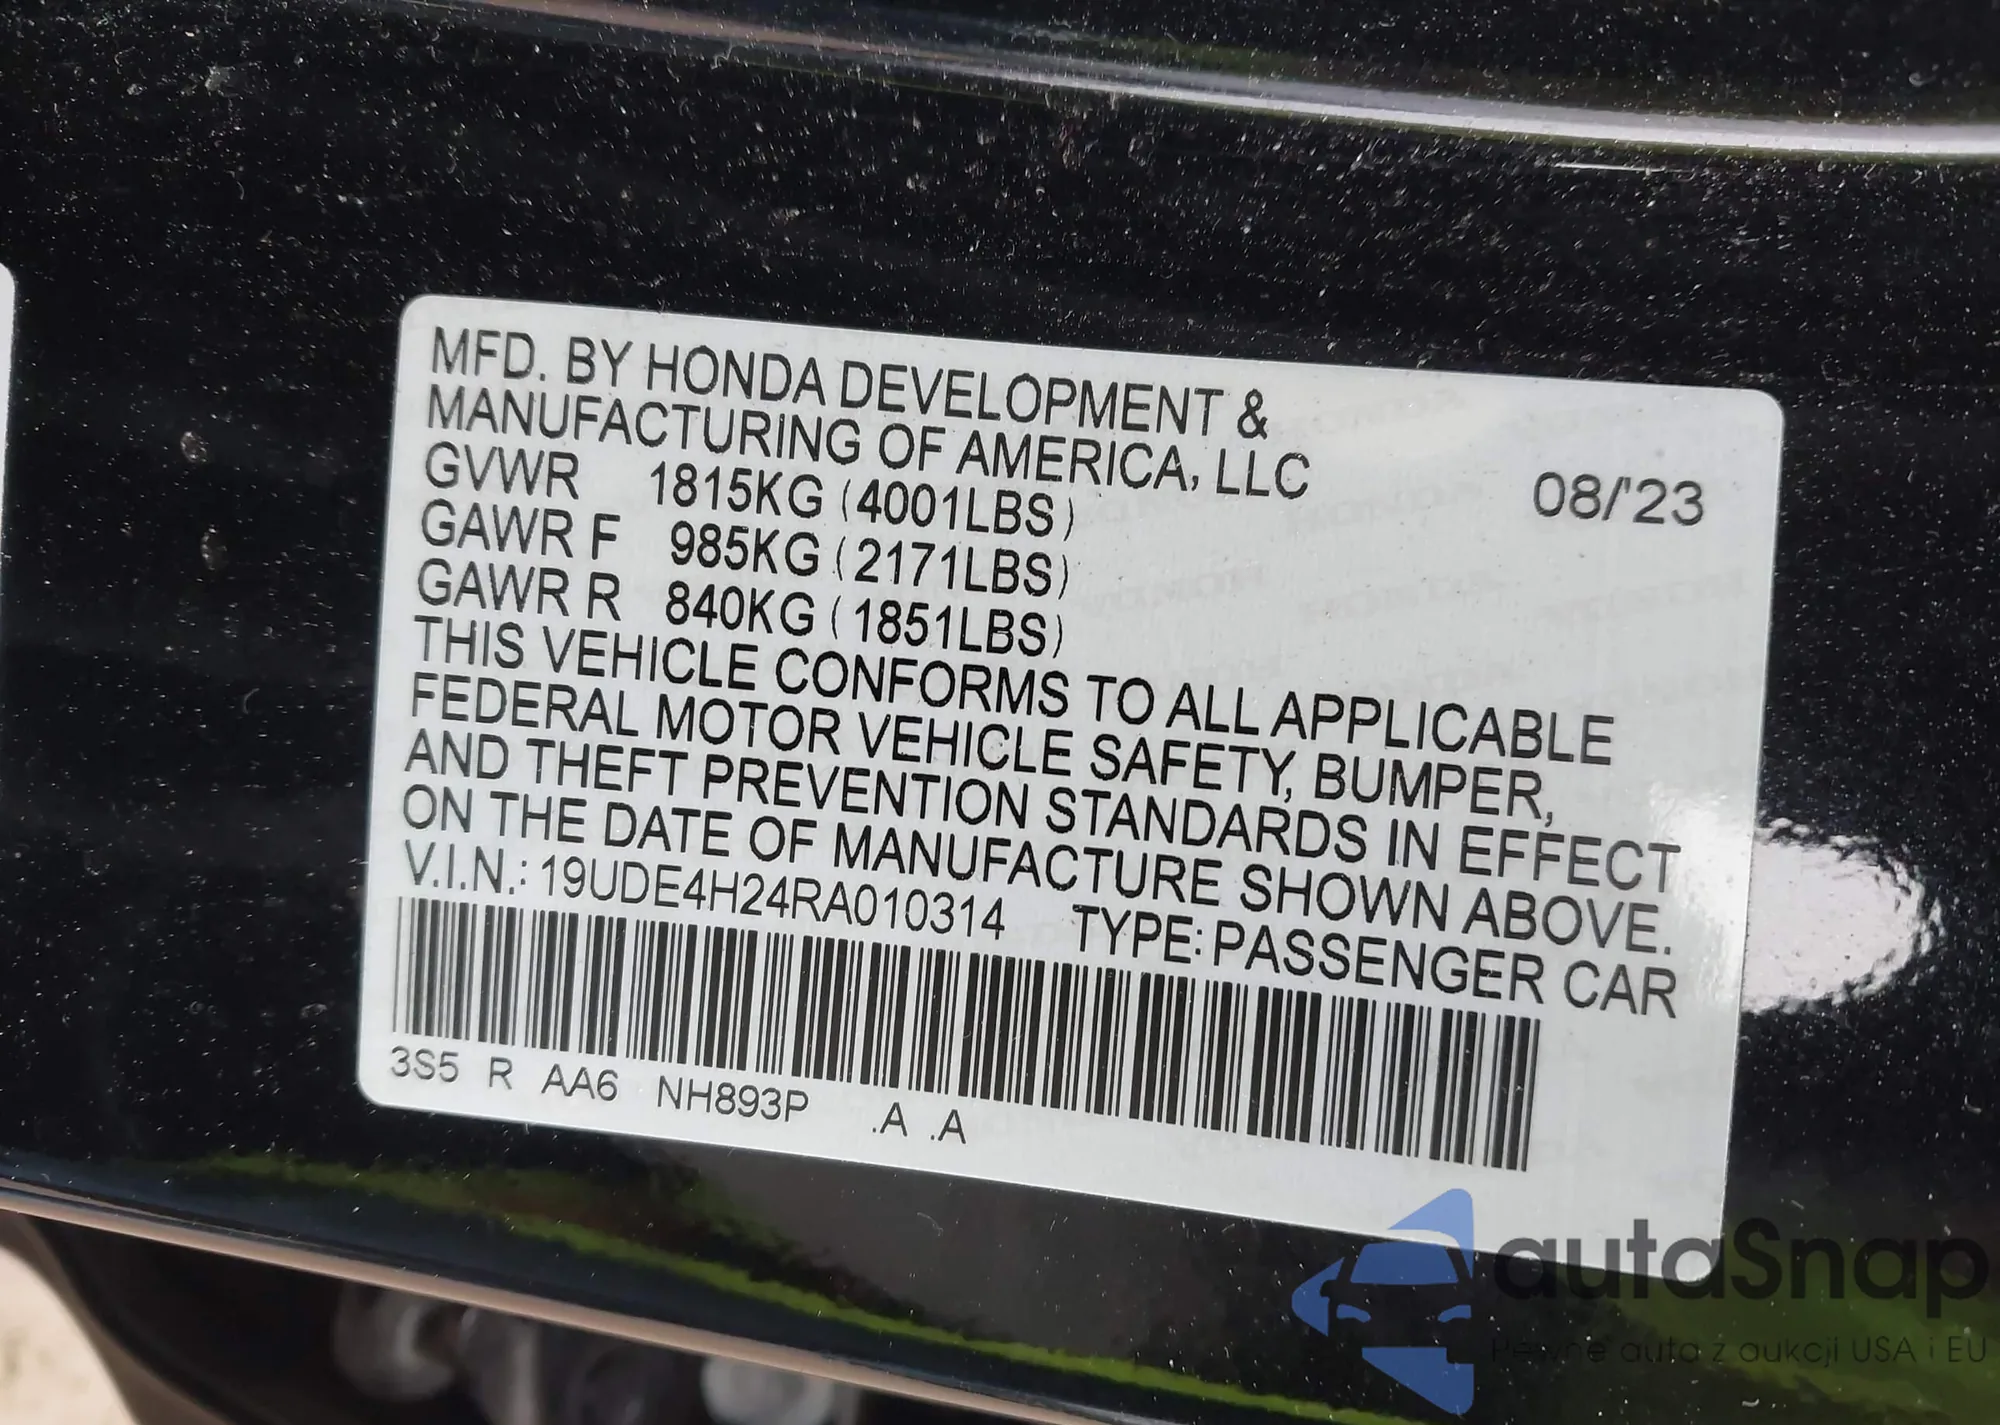 MFD. BY HONDA DEVELOPMENT &
MANUFACTURING OF AMERICA, LLC
GVWR 1815KG (4001LBS) 08/'23
GAWR F 985KG (2171LBS)
GAWR R 840KG (1851LBS)
THIS VEHICLE CONFORMS TO ALL APPLICABLE
FEDERAL MOTOR VEHICLE SAFETY, BUMPER,
AND THEFT PREVENTION STANDARDS IN EFFECT
ON THE DATE OF MANUFACTURE SHOWN ABOVE.
V.I.N.: 19UDE4H24RA010314 TYPE: PASSENGER CAR
3S5 R AA6 NH893P .A .A
autaSnap
Pewne auta z aukcji USA i EU